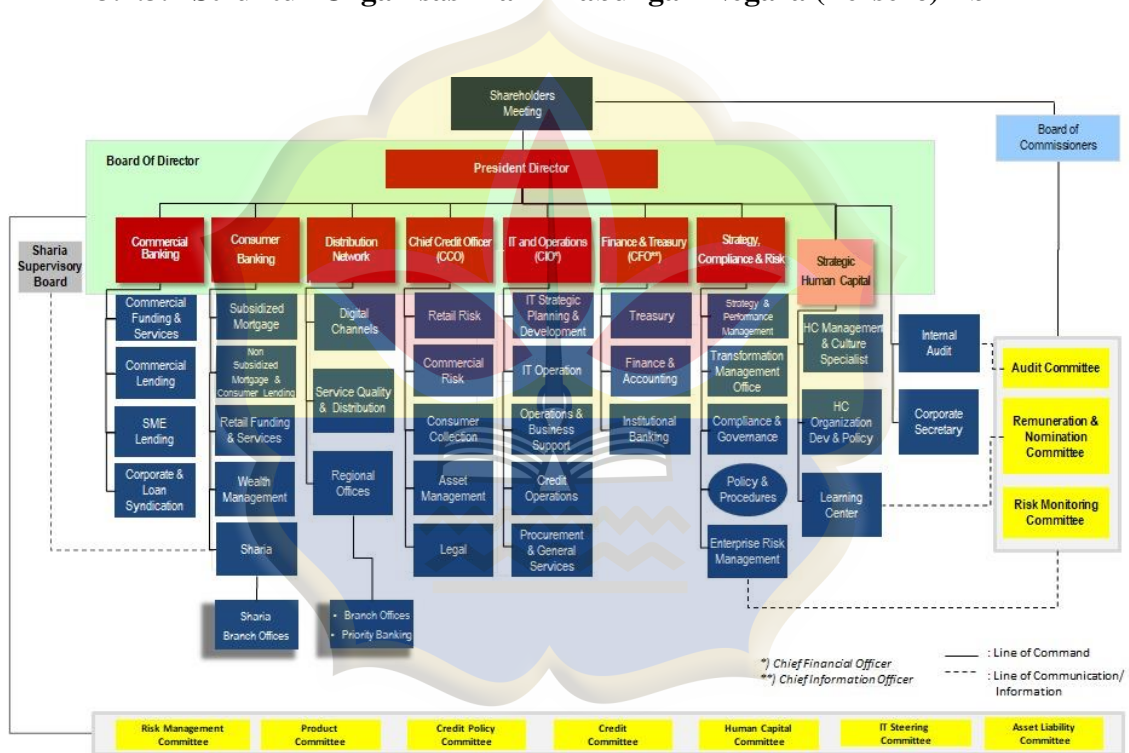 Shareholders
Meeting
Board of
Commissioners
Board Of Director
President Director
Sharia
Supervisory
Board
Commercial
Banking
Consumer
Banking
Distribution
Network
Chief Credit Officer
(CCO)
IT and Operations
(CIO*)
Finance & Treasury
(CFO**)
Strategy,
Compliance & Risk
Strategic
Human Capital
Commercial
Funding &
Services
Commercial
Lending
SME
Lending
Corporate &
Loan
Syndication
Subsidized
Mortgage
Non
Subsidized
Mortgage &
Consumer Lending
Retail Funding
& Services
Wealth
Management
Sharia
Sharia
Branch Offices
Digital
Channels
Service Quality
& Distribution
Regional
Offices
• Branch Offices
• Priority Banking
Retail Risk
Commercial
Risk
Consumer
Collection
Asset
Management
Legal
IT Strategic
Planning &
Development
IT Operation
Operations &
Business
Support
Credit
Operations
Procurement
& General
Services
Treasury
Finance &
Accounting
Institutional
Banking
Strategy &
Performance
Management
Transformation
Management
Office
Compliance &
Governance
Policy &
Procedures
Enterprise Risk
Management
HC Management
& Culture
Specialist
HC
Organization
Dev & Policy
Learning
Center
Internal
Audit
Corporate
Secretary
Audit Committee
Remuneration &
Nomination
Committee
Risk Monitoring
Committee
*) Chief Financial Officer
**) Chief Information Officer
: Line of Command
: Line of Communication/
Information
Risk Management
Committee
Product
Committee
Credit Policy
Committee
Credit
Committee
Human Capital
Committee
IT Steering
Committee
Asset Liability
Committee